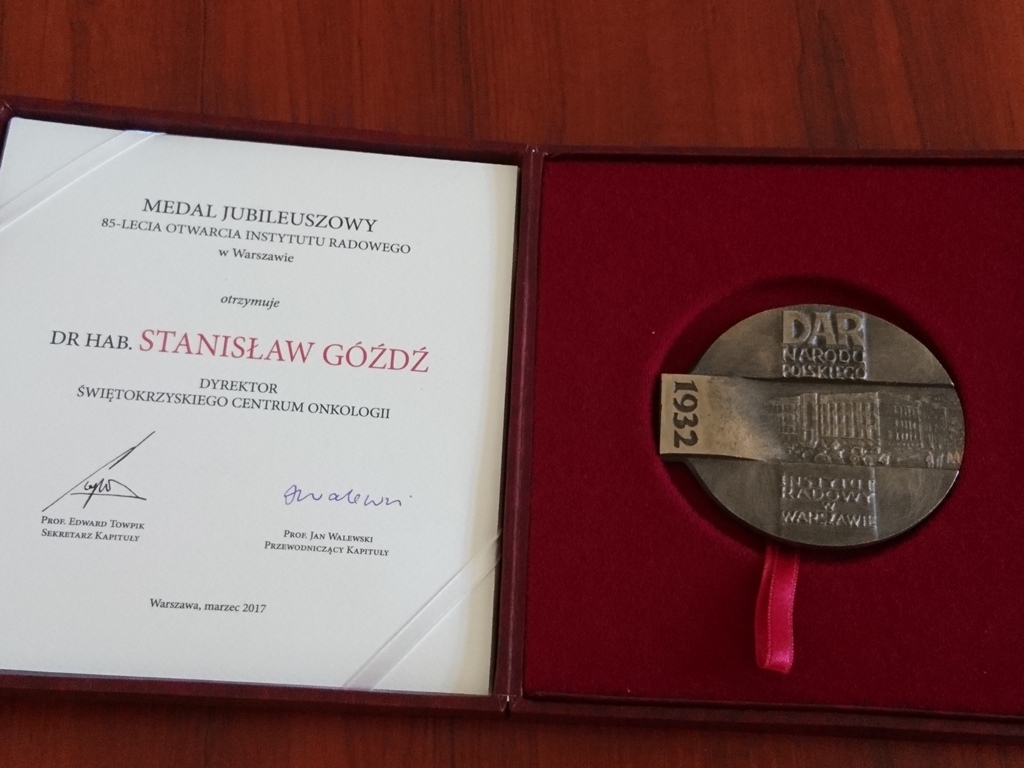 MEDAL JUBILEUSZOWY
85-LECIA OTWARCIA INSTYTUTU RADOWEGO
w Warszawie
otrzymuje
DR HAB. STANISŁAW GÓŹDŹ
DYREKTOR
ŚWIĘTOKRZYSKIEGO CENTRUM ONKOLOGII
PROF. EDWARD TOWPIK
SEKRETARZ KAPITUŁY
PROF. JAN WALEWSKI
PRZEWODNICZĄCY KAPITUŁY
Warszawa, marzec 2017
DAR
NARODU
POLSKIEGO
1932
INSTYTUT
RADOWY
W
WARSZAWIE